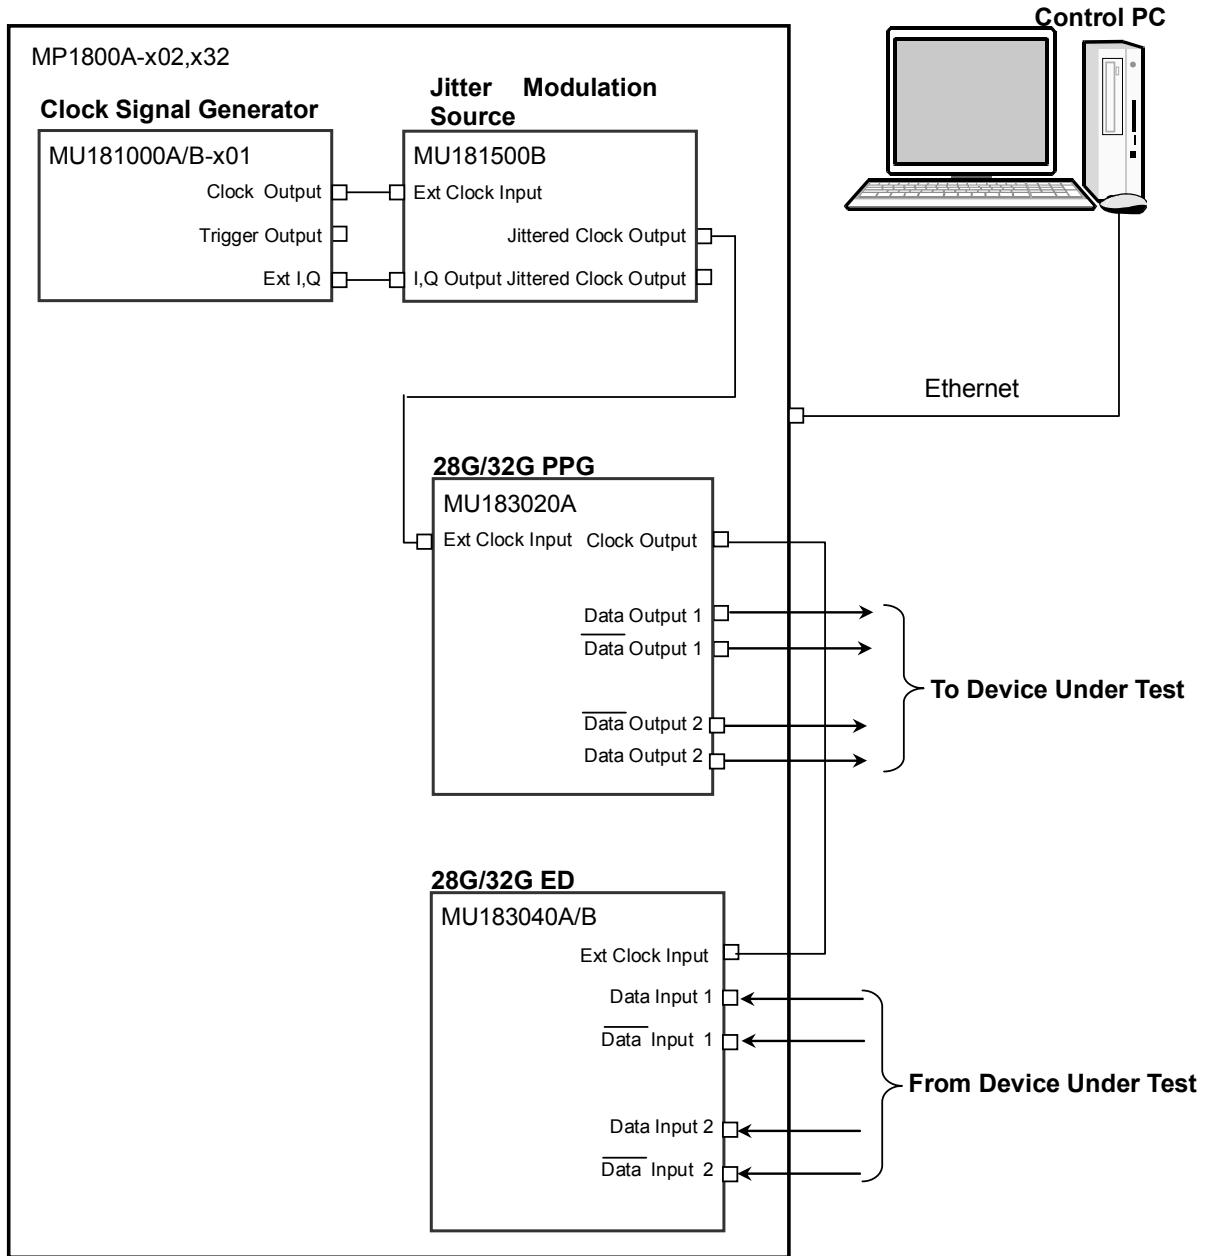 Control PC
MP1800A-x02,x32
Clock Signal Generator
Jitter Modulation
Source
MU181000A/B-x01
Clock Output
Trigger Output
Ext I,Q
MU181500B
Ext Clock Input
Jittered Clock Output
I,Q Output Jittered Clock Output
Ethernet
28G/32G PPG
MU183020A
Ext Clock Input Clock Output
Data Output 1
Data Output 1
Data Output 2
Data Output 2
To Device Under Test
28G/32G ED
MU183040A/B
Ext Clock Input
Data Input 1
Data Input 1
Data Input 2
Data Input 2
From Device Under Test